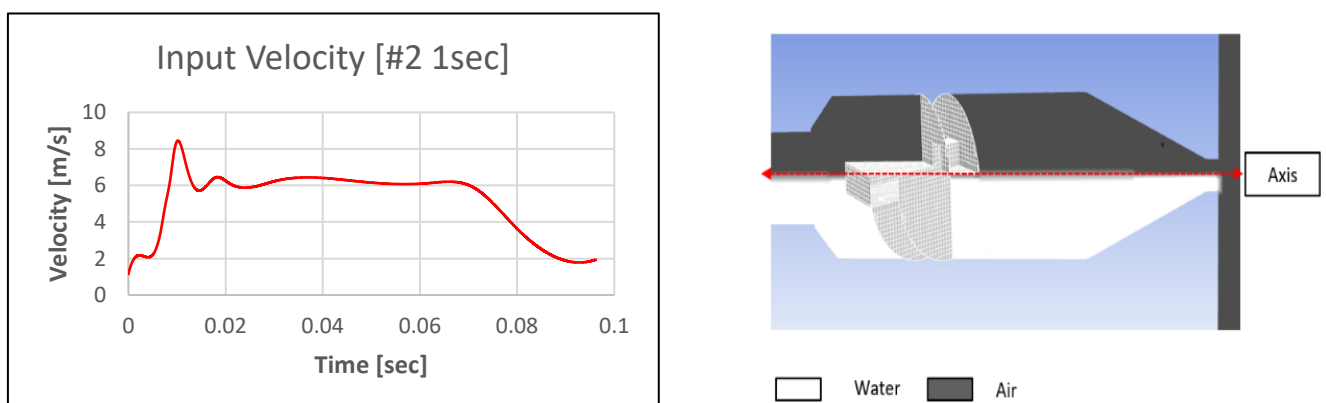 Input Velocity [#2 1sec]
Velocity [m/s]
10
8
6
4
2
0
0 0.02 0.04 0.06 0.08 0.1
Time [sec]
Axis
Water Air